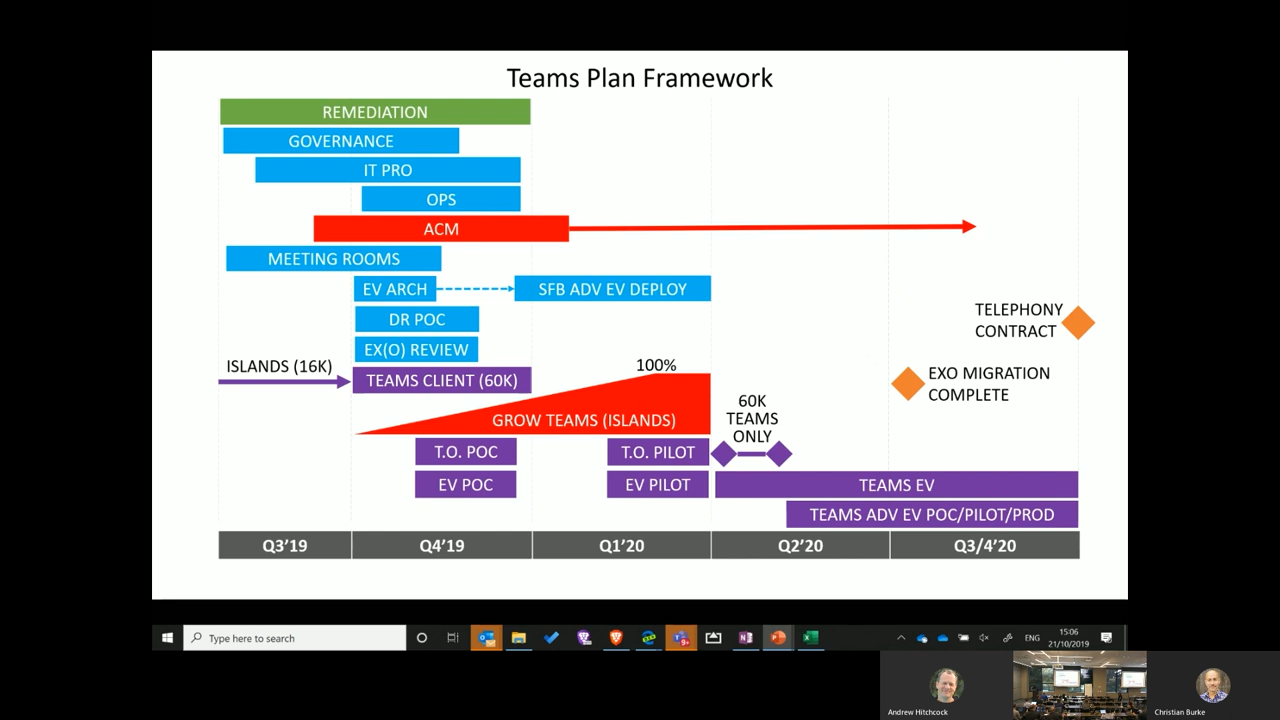 Teams Plan Framework
REMEDIATION
GOVERNANCE
IT PRO
OPS
ACM
MEETING ROOMS
EV ARCH
SFB ADV EV DEPLOY
DR POC
TELEPHONY
CONTRACT
EX(O) REVIEW
ISLANDS (16K)
TEAMS CLIENT (60K)
100%
EXO MIGRATION
COMPLETE
GROW TEAMS (ISLANDS)
60K
TEAMS
ONLY
T.O. POC
T.O. PILOT
EV POC
EV PILOT
TEAMS EV
TEAMS ADV EV POC/PILOT/PROD
Q3’19
Q4’19
Q1’20
Q2’20
Q3/4’20
Type here to search
ENG
15:06
21/10/2019
Andrew Hitchcock
Christian Burke